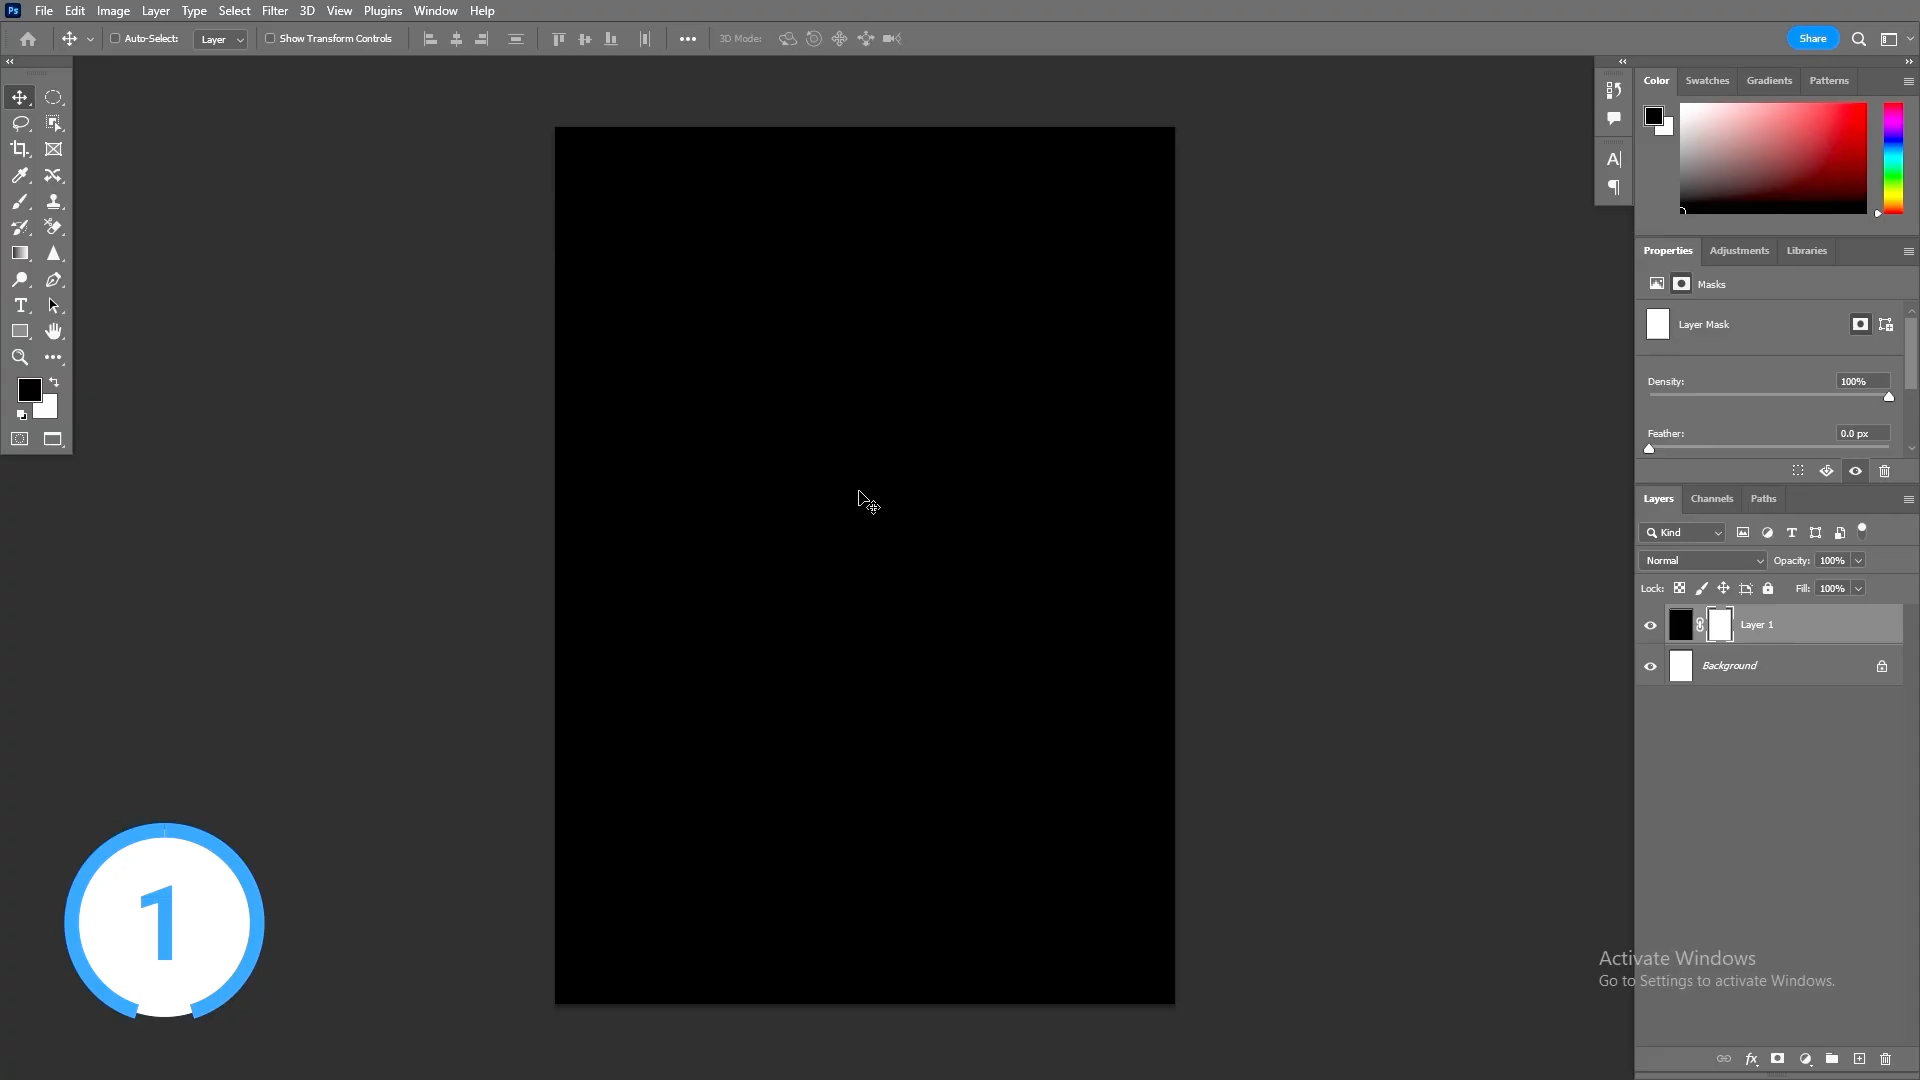 Ps File Edit Image Layer Type Select Filter 3D View Plugins Window Help
Auto-Select: Layer Show Transform Controls 3D Mode: Share
Color Swatches Gradients Patterns
Properties Adjustments Libraries
Masks
Layer Mask
Density: 100%
Feather: 0.0 px
Layers Channels Paths
Kind
Normal Opacity: 100%
Lock: Fill: 100%
Layer 1
Background
1
Activate Windows
Go to Settings to activate Windows.